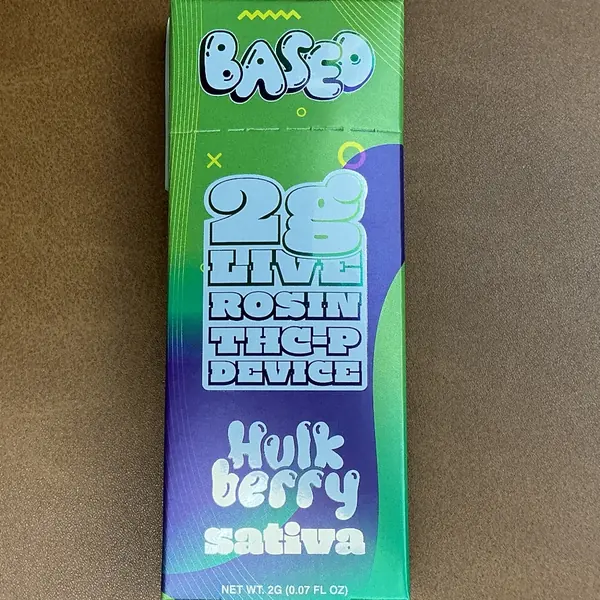 BASED
2g
LIVE
ROSIN
THC-P
DEVICE
Hulk
berry
sativa
NET WT. 2G (0.07 FL OZ)